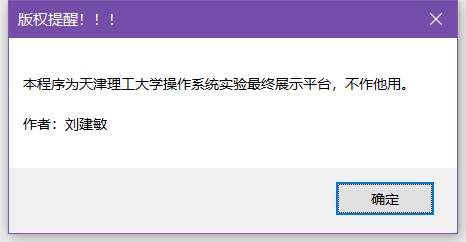 版权提醒！！！
本程序为天津理工大学操作系统实验最终展示平台，不作他用。
作者：刘建敏
确定